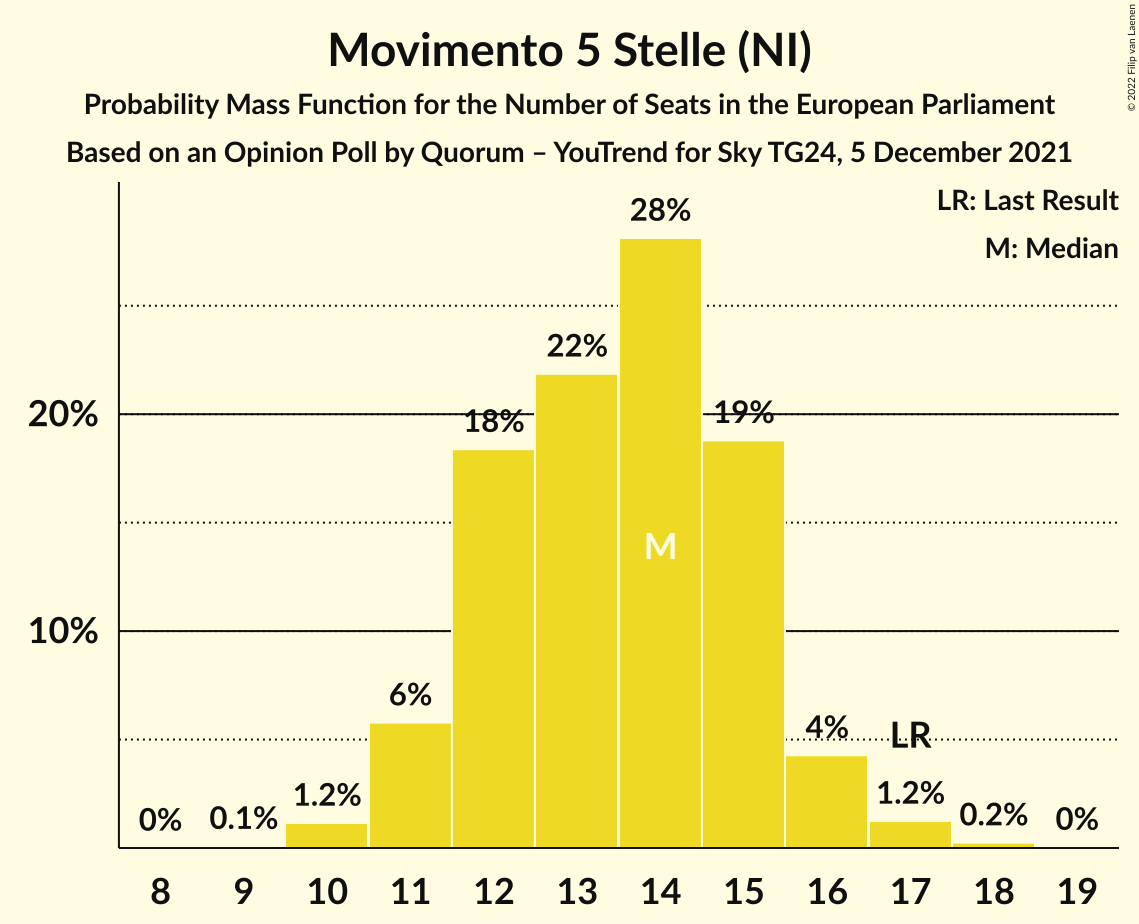 Movimento 5 Stelle (NI)
Probability Mass Function for the Number of Seats in the European Parliament
Based on an Opinion Poll by Quorum – YouTrend for Sky TG24, 5 December 2021
© 2022 Filip van Laenen
LR: Last Result
M: Median
28%
22%
20%
18%
19%
M
10%
6%
4%
LR
0%
0.1%
1.2%
1.2%
0.2%
0%
8 9 10 11 12 13 14 15 16 17 18 19